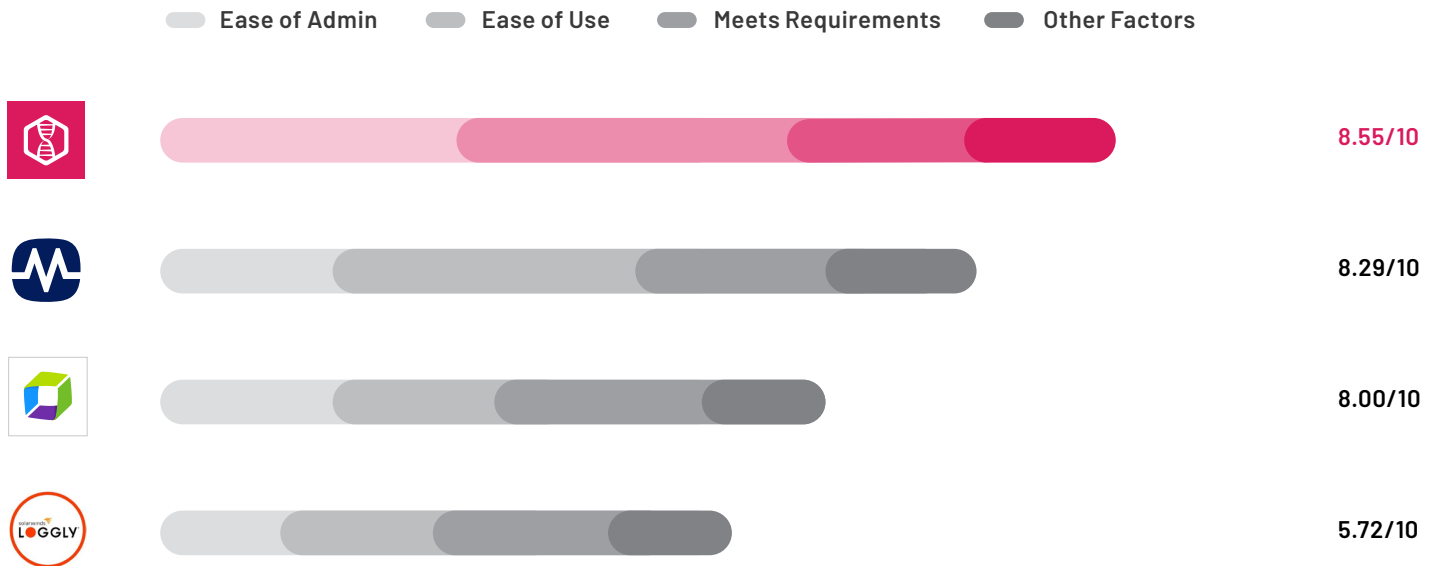 Ease of Admin Ease of Use Meets Requirements Other Factors
8.55/10
8.29/10
8.00/10
solarwinds
LOGGLY
5.72/10